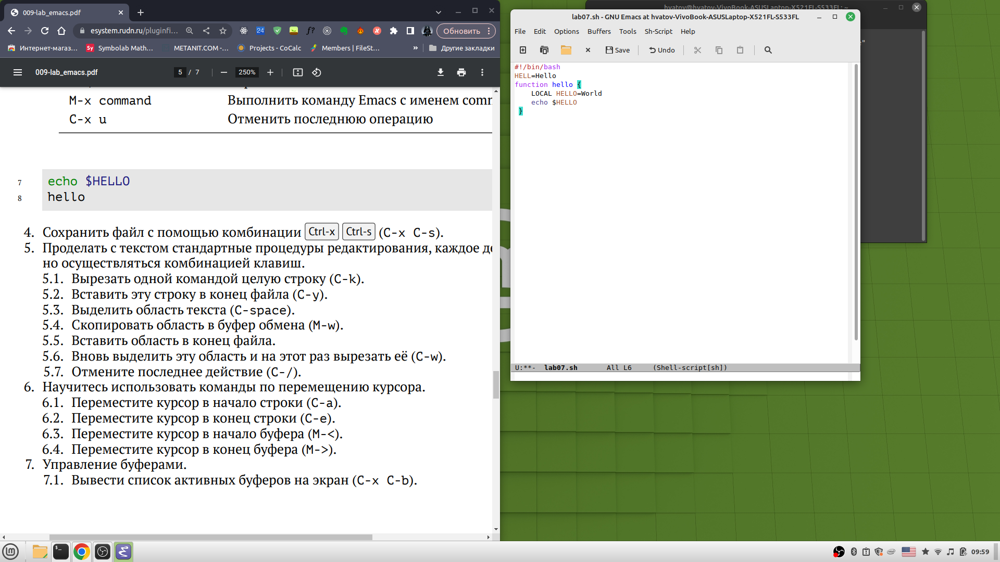 009-lab_emacs.pdf
esystem.rudn.ru/pluginfi...
24
f?
Обновить
Интернет-магаз...
Sy Symbolab Math...
METANIT.COM -...
Projects - CoCalc
Members | FileSt...
»
Другие закладки
009-lab_emacs.pdf
5 / 7
250%
M-x command Выполнить команду Emacs с именем com
C-x u Отменить последнюю операцию
7 echo $HELLO
8 hello
4. Сохранить файл с помощью комбинации Ctrl-x Ctrl-s (C-x C-s).
5. Проделать с текстом стандартные процедуры редактирования, каждое де
но осуществляться комбинацией клавиш.
5.1. Вырезать одной командой целую строку (C-k).
5.2. Вставить эту строку в конец файла (C-y).
5.3. Выделить область текста (C-space).
5.4. Скопировать область в буфер обмена (M-w).
5.5. Вставить область в конец файла.
5.6. Вновь выделить эту область и на этот раз вырезать её (C-w).
5.7. Отмените последнее действие (C-/).
6. Научитесь использовать команды по перемещению курсора.
6.1. Переместите курсор в начало строки (C-a).
6.2. Переместите курсор в конец строки (C-e).
6.3. Переместите курсор в начало буфера (M-<).
6.4. Переместите курсор в конец буфера (M->).
7. Управление буферами.
7.1. Вывести список активных буферов на экран (C-x C-b).
hvatov@hvatov-VivoBook-ASUSLaptop-X521FL-S533FL: ~
lab07.sh - GNU Emacs at hvatov-VivoBook-ASUSLaptop-X521FL-S533FL
File Edit Options Buffers Tools Sh-Script Help
Save Undo
#!/bin/bash
HELL=Hello
function hello {
LOCAL HELLO=World
echo $HELLO
}
U:**- lab07.sh All L6 (Shell-script[sh])
09:59